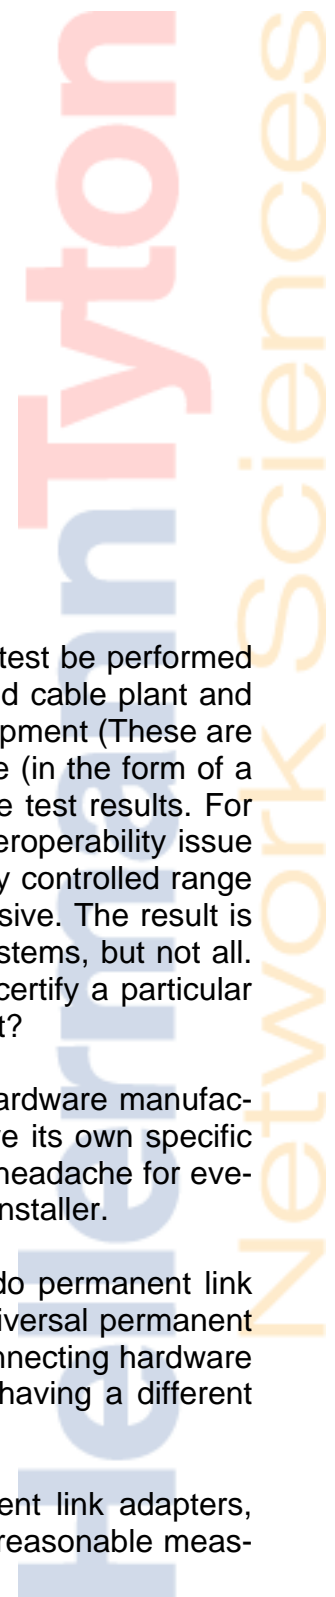 test be performed
d cable plant and
pment (These are
e (in the form of a
e test results. For
eroperability issue
y controlled range
sive. The result is
stems, but not all.
certify a particular
t?
ardware manufac-
e its own specific
headache for eve-
nstaller.
do permanent link
iversal permanent
nnecting hardware
having a different
ent link adapters,
reasonable meas-
HellermannTyton
Network Sciences